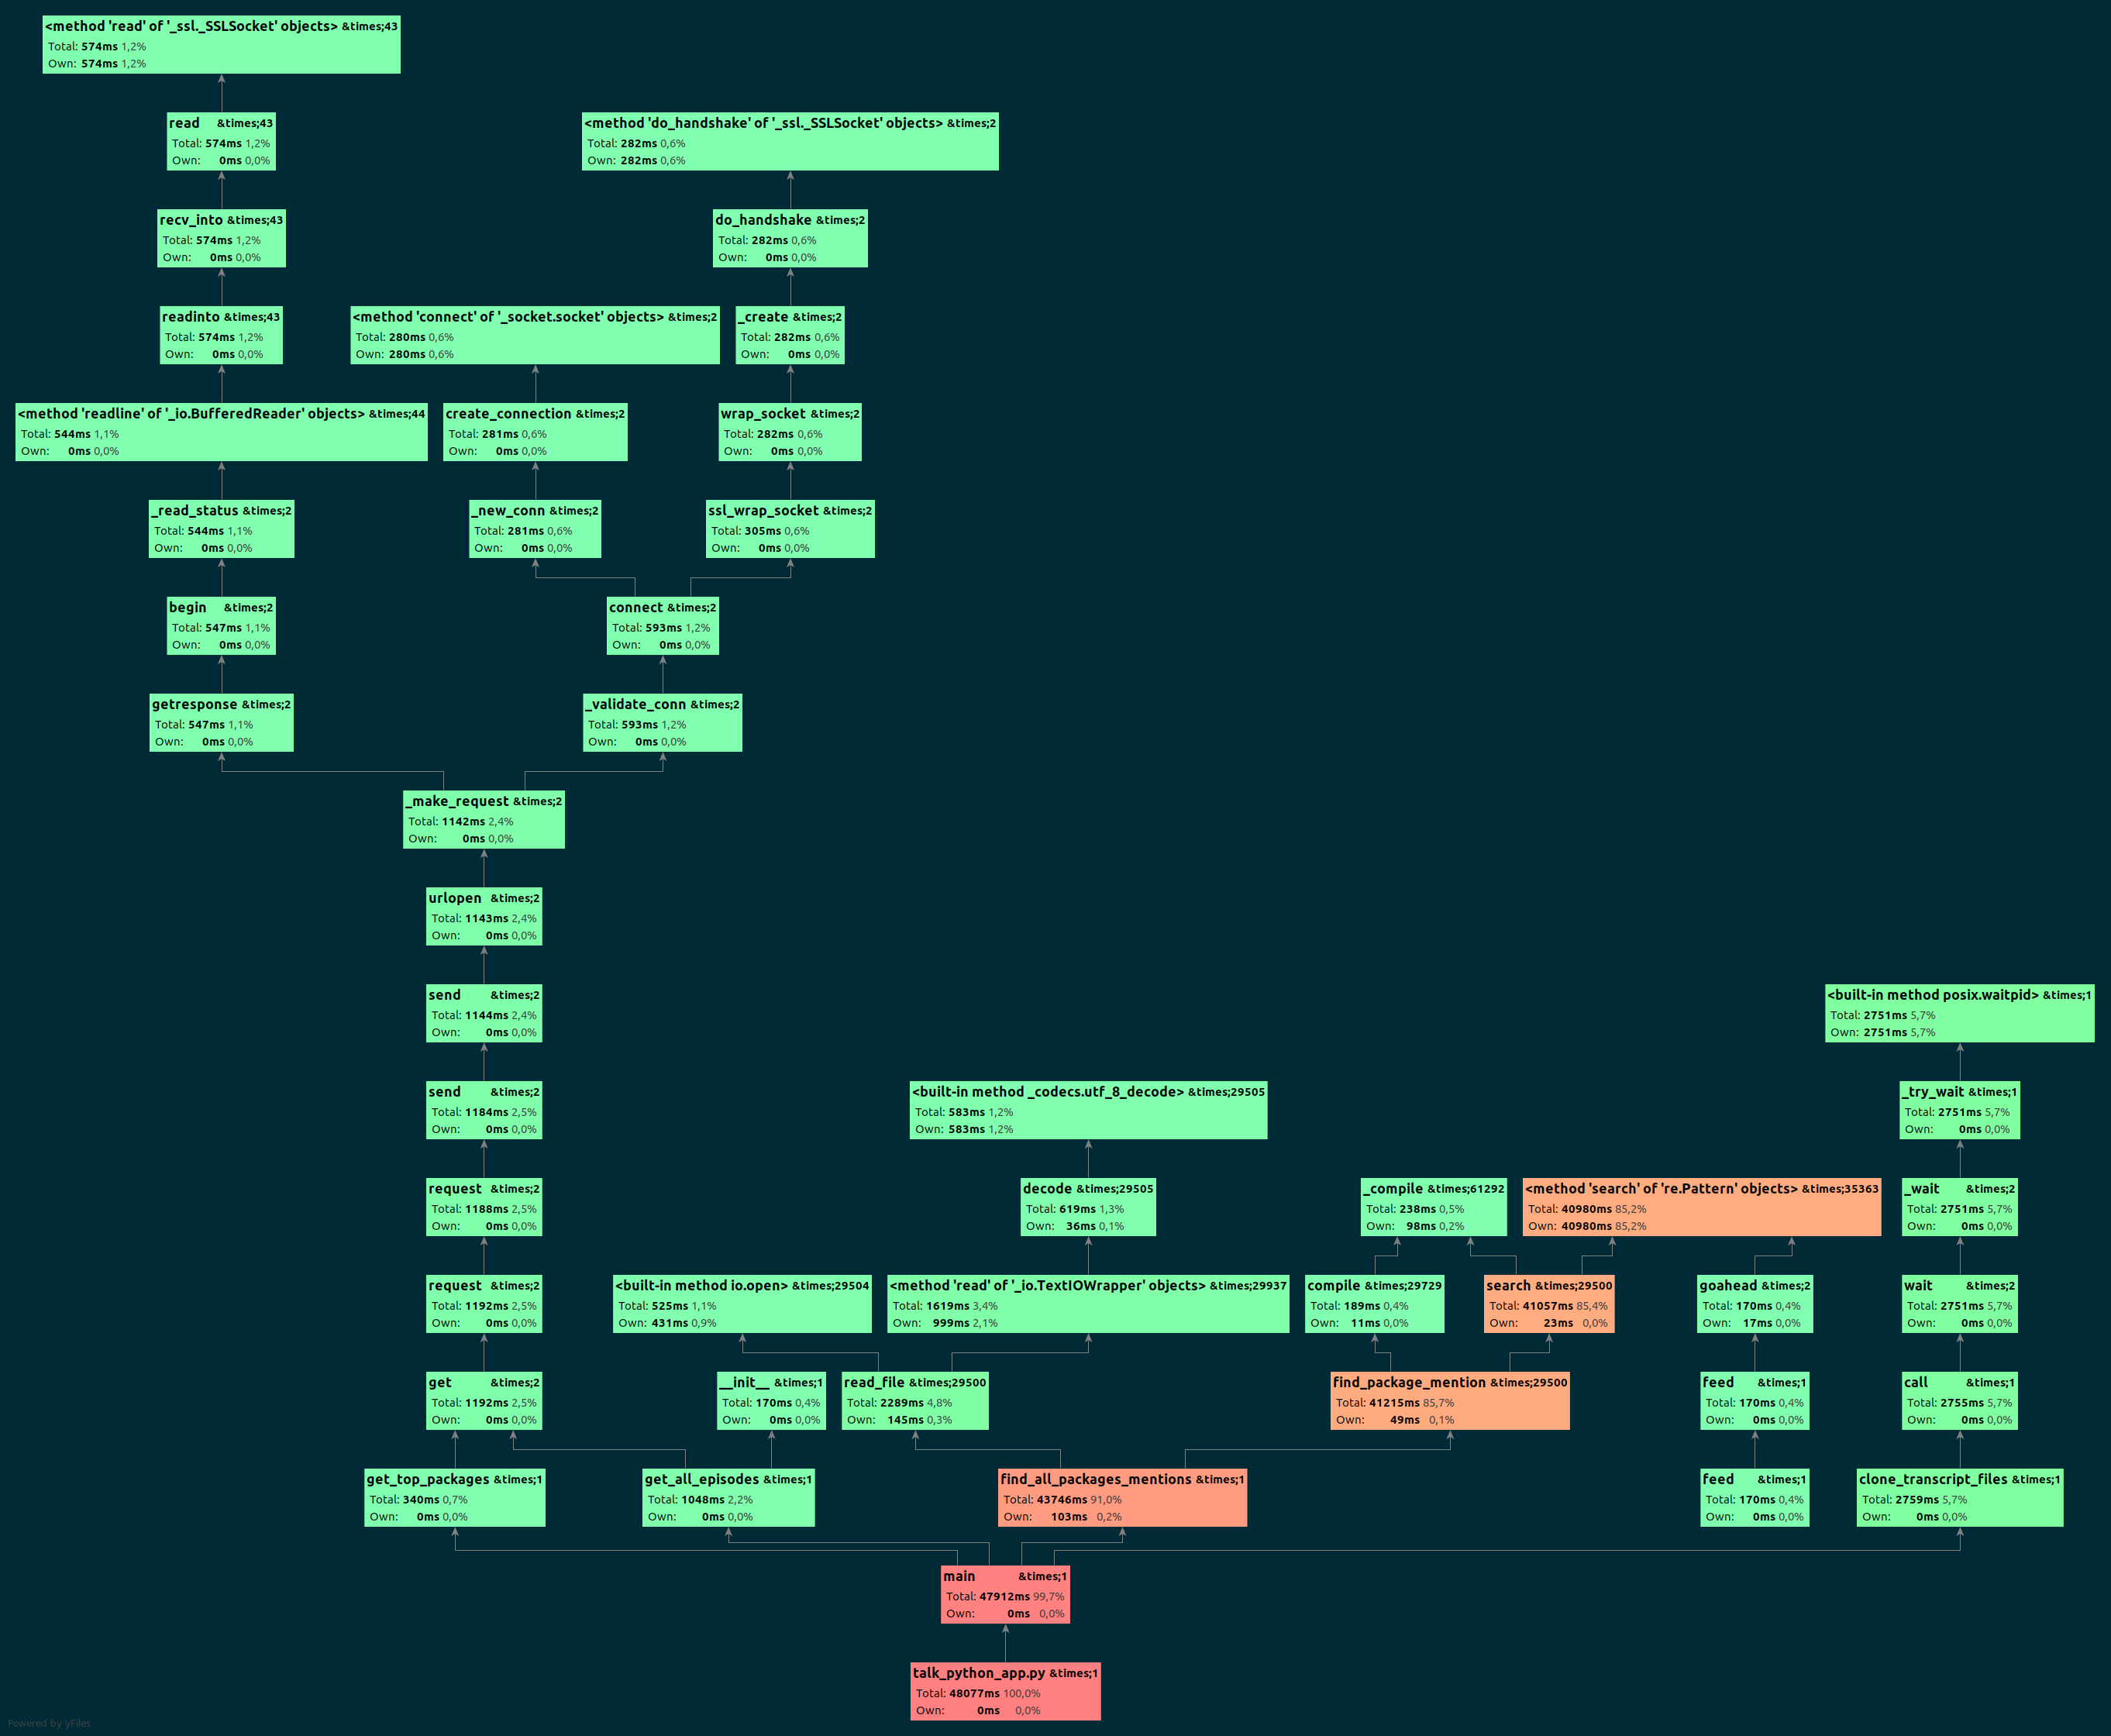 <method 'read' of '_ssl._SSLSocket' objects> &times;43
Total: 574ms 1,2%
Own: 574ms 1,2%
read &times;43
Total: 574ms 1,2%
Own: 0ms 0,0%
<method 'do_handshake' of '_ssl._SSLSocket' objects> &times;2
Total: 282ms 0,6%
Own: 282ms 0,6%
recv_into &times;43
Total: 574ms 1,2%
Own: 0ms 0,0%
do_handshake &times;2
Total: 282ms 0,6%
Own: 0ms 0,0%
readinto &times;43
Total: 574ms 1,2%
Own: 0ms 0,0%
<method 'connect' of '_socket.socket' objects> &times;2
Total: 280ms 0,6%
Own: 280ms 0,6%
_create &times;2
Total: 282ms 0,6%
Own: 0ms 0,0%
<method 'readline' of '_io.BufferedReader' objects> &times;44
Total: 544ms 1,1%
Own: 0ms 0,0%
create_connection &times;2
Total: 281ms 0,6%
Own: 0ms 0,0%
wrap_socket &times;2
Total: 282ms 0,6%
Own: 0ms 0,0%
_read_status &times;2
Total: 544ms 1,1%
Own: 0ms 0,0%
_new_conn &times;2
Total: 281ms 0,6%
Own: 0ms 0,0%
ssl_wrap_socket &times;2
Total: 305ms 0,6%
Own: 0ms 0,0%
begin &times;2
Total: 547ms 1,1%
Own: 0ms 0,0%
connect &times;2
Total: 593ms 1,2%
Own: 0ms 0,0%
getresponse &times;2
Total: 547ms 1,1%
Own: 0ms 0,0%
_validate_conn &times;2
Total: 593ms 1,2%
Own: 0ms 0,0%
_make_request &times;2
Total: 1142ms 2,4%
Own: 0ms 0,0%
urlopen &times;2
Total: 1143ms 2,4%
Own: 0ms 0,0%
send &times;2
Total: 1144ms 2,4%
Own: 0ms 0,0%
<built-in method posix.waitpid> &times;1
Total: 2751ms 5,7%
Own: 2751ms 5,7%
send &times;2
Total: 1184ms 2,5%
Own: 0ms 0,0%
<built-in method _codecs.utf_8_decode> &times;29505
Total: 583ms 1,2%
Own: 583ms 1,2%
_try_wait &times;1
Total: 2751ms 5,7%
Own: 0ms 0,0%
request &times;2
Total: 1188ms 2,5%
Own: 0ms 0,0%
decode &times;29505
Total: 619ms 1,3%
Own: 36ms 0,1%
_compile &times;61292
Total: 238ms 0,5%
Own: 98ms 0,2%
<method 'search' of 're.Pattern' objects> &times;35363
Total: 40980ms 85,2%
Own: 40980ms 85,2%
_wait &times;2
Total: 2751ms 5,7%
Own: 0ms 0,0%
request &times;2
Total: 1192ms 2,5%
Own: 0ms 0,0%
<built-in method io.open> &times;29504
Total: 525ms 1,1%
Own: 431ms 0,9%
<method 'read' of '_io.TextIOWrapper' objects> &times;29937
Total: 1619ms 3,4%
Own: 999ms 2,1%
compile &times;29729
Total: 189ms 0,4%
Own: 11ms 0,0%
search &times;29500
Total: 41057ms 85,4%
Own: 23ms 0,0%
goahead &times;2
Total: 170ms 0,4%
Own: 17ms 0,0%
wait &times;2
Total: 2751ms 5,7%
Own: 0ms 0,0%
get &times;2
Total: 1192ms 2,5%
Own: 0ms 0,0%
__init__ &times;1
Total: 170ms 0,4%
Own: 0ms 0,0%
read_file &times;29500
Total: 2289ms 4,8%
Own: 145ms 0,3%
find_package_mention &times;29500
Total: 41215ms 85,7%
Own: 49ms 0,1%
feed &times;1
Total: 170ms 0,4%
Own: 0ms 0,0%
call &times;1
Total: 2755ms 5,7%
Own: 0ms 0,0%
get_top_packages &times;1
Total: 340ms 0,7%
Own: 0ms 0,0%
get_all_episodes &times;1
Total: 1048ms 2,2%
Own: 0ms 0,0%
find_all_packages_mentions &times;1
Total: 43746ms 91,0%
Own: 103ms 0,2%
feed &times;1
Total: 170ms 0,4%
Own: 0ms 0,0%
clone_transcript_files &times;1
Total: 2759ms 5,7%
Own: 0ms 0,0%
main &times;1
Total: 47912ms 99,7%
Own: 0ms 0,0%
talk_python_app.py &times;1
Total: 48077ms 100,0%
Own: 0ms 0,0%
Powered by yFiles